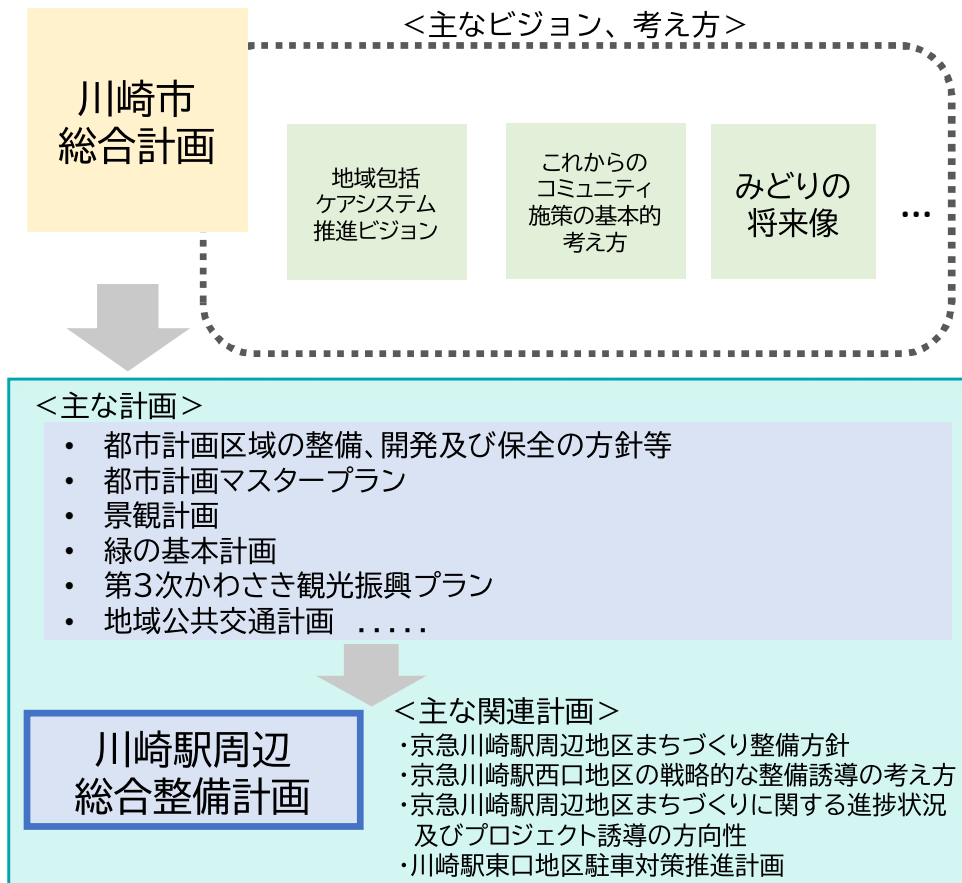 ＜主なビジョン、考え方＞
川崎市
総合計画
地域包括
ケアシステム
推進ビジョン
これからの
コミュニティ
施策の基本的
考え方
みどりの
将来像
…
＜主な計画＞
• 都市計画区域の整備、開発及び保全の方針等
• 都市計画マスタープラン
• 景観計画
• 緑の基本計画
• 第3次かわさき観光振興プラン
• 地域公共交通計画 ．．．．．
川崎駅周辺
総合整備計画
＜主な関連計画＞
・京急川崎駅周辺地区まちづくり整備方針
・京急川崎駅西口地区の戦略的な整備誘導の考え方
・京急川崎駅周辺地区まちづくりに関する進捗状況
及びプロジェクト誘導の方向性
・川崎駅東口地区駐車対策推進計画